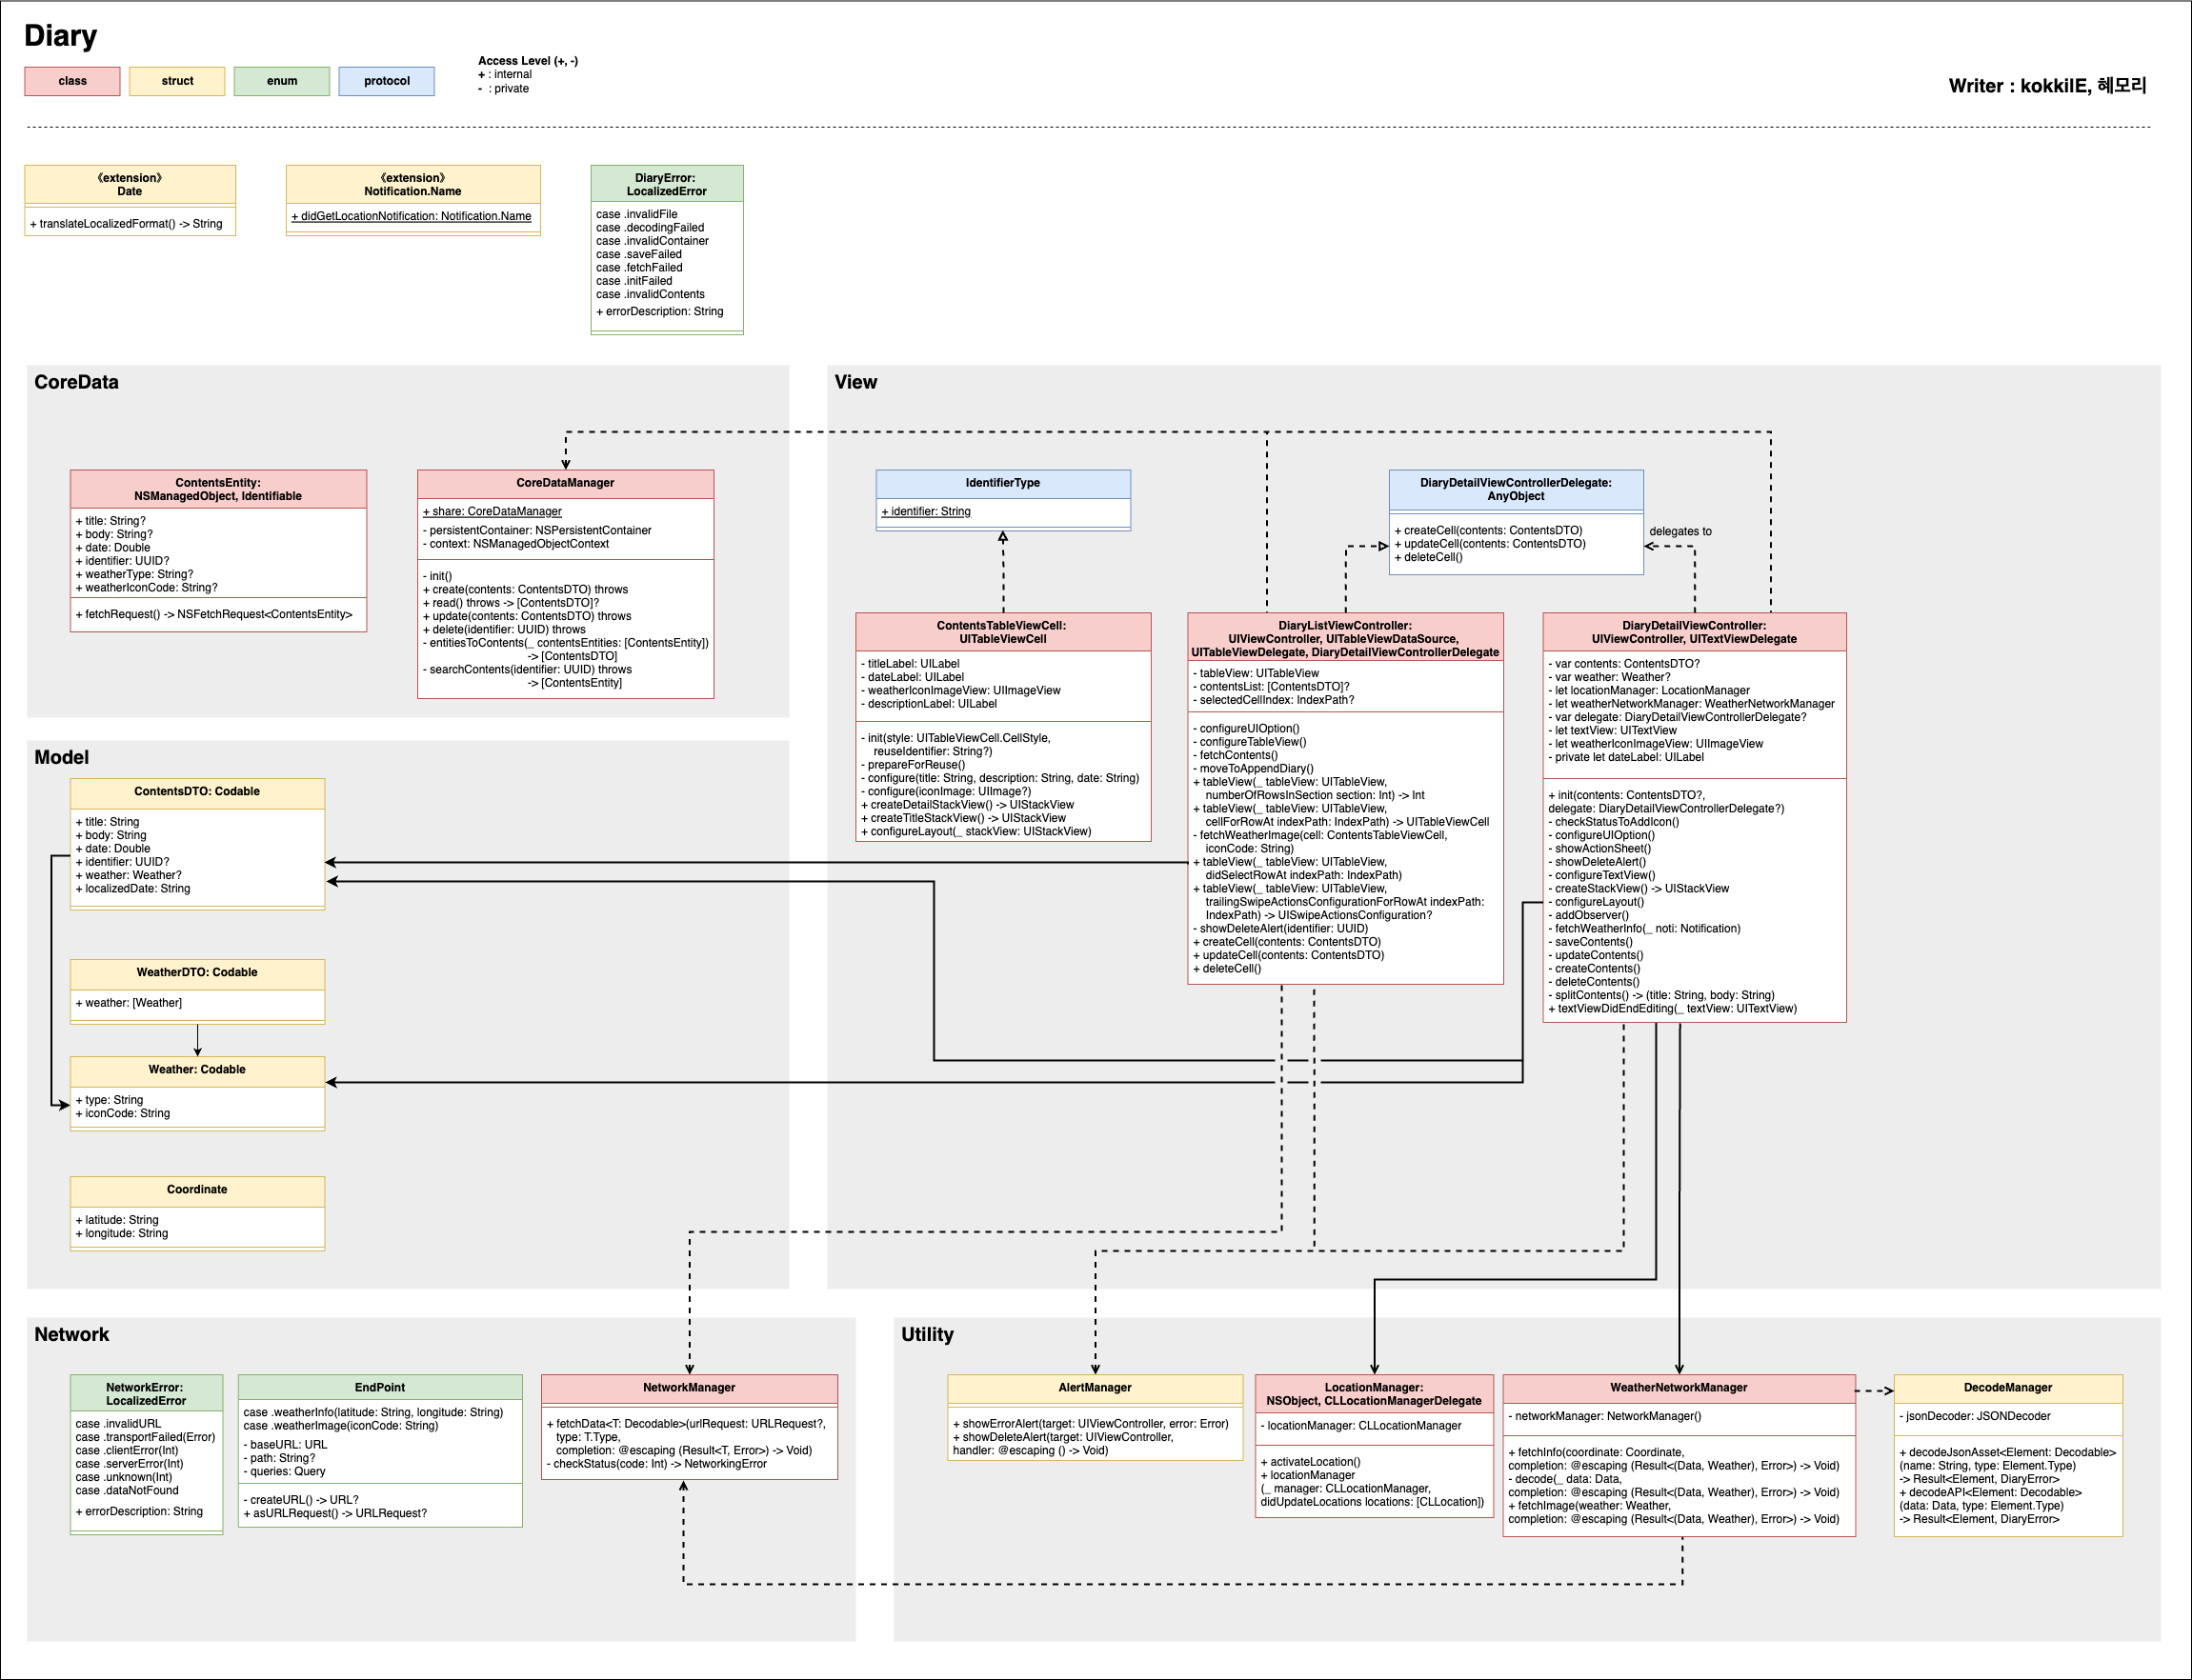 Diary
class
struct
enum
protocol
Access Level (+, -)
+ : internal
- : private
Writer : kokkilE, 혜모리
《extension》
Date
+ translateLocalizedFormat() -> String
《extension》
Notification.Name
+ didGetLocationNotification: Notification.Name
DiaryError:
LocalizedError
case .invalidFile
case .decodingFailed
case .invalidContainer
case .saveFailed
case .fetchFailed
case .initFailed
case .invalidContents
+ errorDescription: String
CoreData
ContentsEntity:
NSManagedObject, Identifiable
+ title: String?
+ body: String?
+ date: Double
+ identifier: UUID?
+ weatherType: String?
+ weatherIconCode: String?
+ fetchRequest() -> NSFetchRequest<ContentsEntity>
CoreDataManager
+ share: CoreDataManager
- persistentContainer: NSPersistentContainer
- context: NSManagedObjectContext
- init()
+ create(contents: ContentsDTO) throws
+ read() throws -> [ContentsDTO]?
+ update(contents: ContentsDTO) throws
+ delete(identifier: UUID) throws
- entitiesToContents(_ contentsEntities: [ContentsEntity])
-> [ContentsDTO]
- searchContents(identifier: UUID) throws
-> [ContentsEntity]
View
IdentifierType
+ identifier: String
DiaryDetailViewControllerDelegate:
AnyObject
+ createCell(contents: ContentsDTO)
+ updateCell(contents: ContentsDTO)
+ deleteCell()
delegates to
ContentsTableViewCell:
UITableViewCell
- titleLabel: UILabel
- dateLabel: UILabel
- weatherIconImageView: UIImageView
- descriptionLabel: UILabel
- init(style: UITableViewCell.CellStyle,
reuseIdentifier: String?)
- prepareForReuse()
- configure(title: String, description: String, date: String)
- configure(iconImage: UIImage?)
+ createDetailStackView() -> UIStackView
+ createTitleStackView() -> UIStackView
+ configureLayout(_ stackView: UIStackView)
DiaryListViewController:
UIViewController, UITableViewDataSource,
UITableViewDelegate, DiaryDetailViewControllerDelegate
- tableView: UITableView
- contentsList: [ContentsDTO]?
- selectedCellIndex: IndexPath?
- configureUIOption()
- configureTableView()
- fetchContents()
- moveToAppendDiary()
+ tableView(_ tableView: UITableView,
numberOfRowsInSection section: Int) -> Int
+ tableView(_ tableView: UITableView,
cellForRowAt indexPath: IndexPath) -> UITableViewCell
- fetchWeatherImage(cell: ContentsTableViewCell,
iconCode: String)
+ tableView(_ tableView: UITableView,
didSelectRowAt indexPath: IndexPath)
+ tableView(_ tableView: UITableView,
trailingSwipeActionsConfigurationForRowAt indexPath:
IndexPath) -> UISwipeActionsConfiguration?
- showDeleteAlert(identifier: UUID)
+ createCell(contents: ContentsDTO)
+ updateCell(contents: ContentsDTO)
+ deleteCell()
DiaryDetailViewController:
UIViewController, UITextViewDelegate
- var contents: ContentsDTO?
- var weather: Weather?
- let locationManager: LocationManager
- let weatherNetworkManager: WeatherNetworkManager
- var delegate: DiaryDetailViewControllerDelegate?
- let textView: UITextView
- let weatherIconImageView: UIImageView
- private let dateLabel: UILabel
+ init(contents: ContentsDTO?,
delegate: DiaryDetailViewControllerDelegate?)
- checkStatusToAddIcon()
- configureUIOption()
- showActionSheet()
- showDeleteAlert()
- configureTextView()
- createStackView() -> UIStackView
- configureLayout()
- addObserver()
- fetchWeatherInfo(_ noti: Notification)
- saveContents()
- updateContents()
- createContents()
- deleteContents()
- splitContents() -> (title: String, body: String)
+ textViewDidEndEditing(_ textView: UITextView)
Model
ContentsDTO: Codable
+ title: String
+ body: String
+ date: Double
+ identifier: UUID?
+ weather: Weather?
+ localizedDate: String
WeatherDTO: Codable
+ weather: [Weather]
Weather: Codable
+ type: String
+ iconCode: String
Coordinate
+ latitude: String
+ longitude: String
Network
NetworkError:
LocalizedError
case .invalidURL
case .transportFailed(Error)
case .clientError(Int)
case .serverError(Int)
case .unknown(Int)
case .dataNotFound
+ errorDescription: String
EndPoint
case .weatherInfo(latitude: String, longitude: String)
case .weatherImage(iconCode: String)
- baseURL: URL
- path: String?
- queries: Query
- createURL() -> URL?
+ asURLRequest() -> URLRequest?
NetworkManager
+ fetchData<T: Decodable>(urlRequest: URLRequest?,
type: T.Type,
completion: @escaping (Result<T, Error>) -> Void)
- checkStatus(code: Int) -> NetworkingError
Utility
AlertManager
+ showErrorAlert(target: UIViewController, error: Error)
+ showDeleteAlert(target: UIViewController,
handler: @escaping () -> Void)
LocationManager:
NSObject, CLLocationManagerDelegate
- locationManager: CLLocationManager
+ activateLocation()
+ locationManager
(_ manager: CLLocationManager,
didUpdateLocations locations: [CLLocation])
WeatherNetworkManager
- networkManager: NetworkManager()
+ fetchInfo(coordinate: Coordinate,
completion: @escaping (Result<(Data, Weather), Error>) -> Void)
- decode(_ data: Data,
completion: @escaping (Result<(Data, Weather), Error>) -> Void)
+ fetchImage(weather: Weather,
completion: @escaping (Result<(Data, Weather), Error>) -> Void)
DecodeManager
- jsonDecoder: JSONDecoder
+ decodeJsonAsset<Element: Decodable>
(name: String, type: Element.Type)
-> Result<Element, DiaryError>
+ decodeAPI<Element: Decodable>
(data: Data, type: Element.Type)
-> Result<Element, DiaryError>